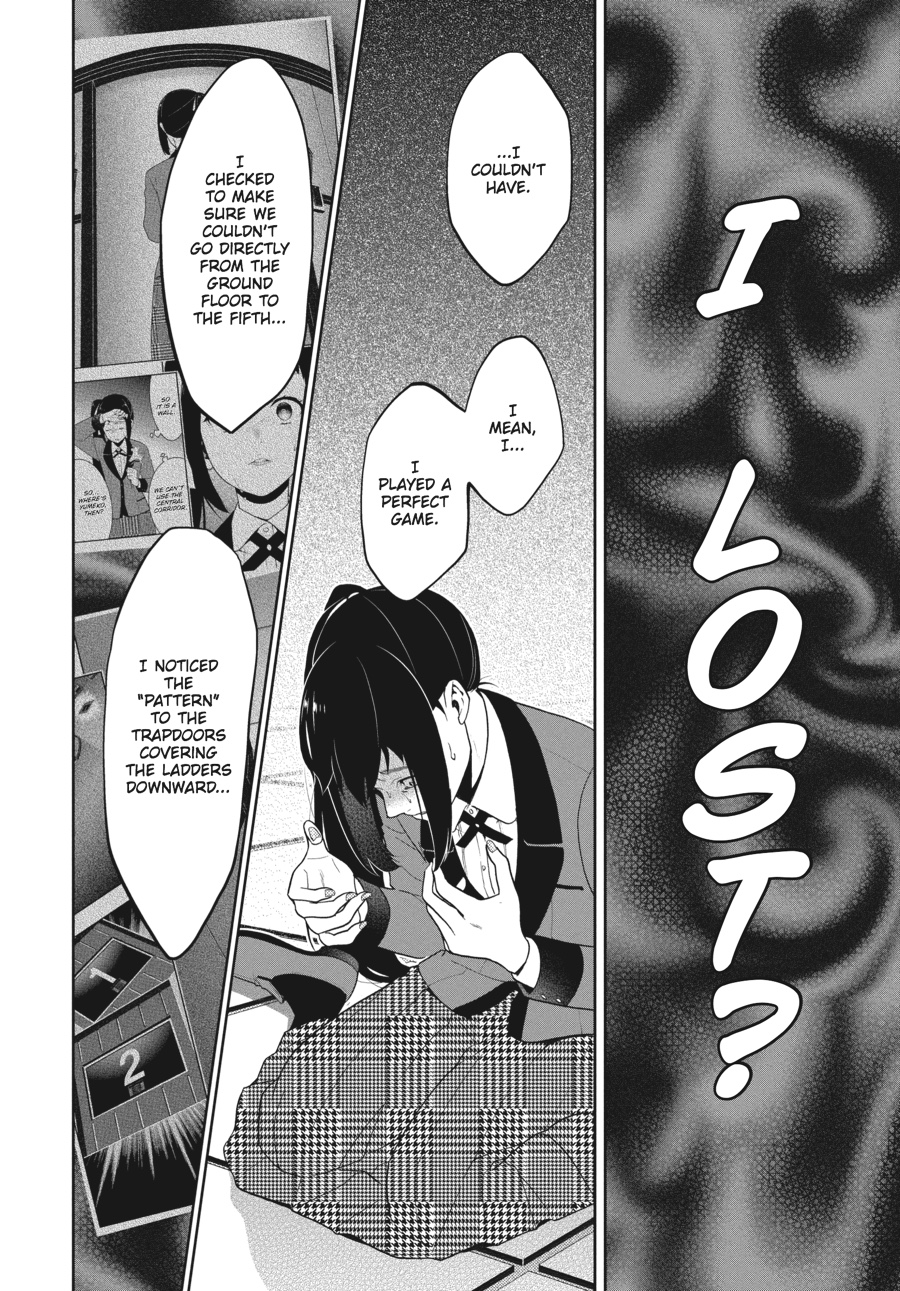 I LOST?
...I
COULDN'T
HAVE.
I
MEAN,
I...
I
PLAYED A
PERFECT
GAME.
I
CHECKED
TO MAKE
SURE WE
COULDN'T
GO DIRECTLY
FROM THE
GROUND
FLOOR TO
THE FIFTH...
SO
IT IS A
WALL.
WE CAN'T
USE THE
CENTRAL
CORRIDOR.
SO...
WHERE'S
YUMEKO,
THEN?
I NOTICED
THE
"PATTERN"
TO THE
TRAPDOORS
COVERING
THE LADDERS
DOWNWARD...
1
2